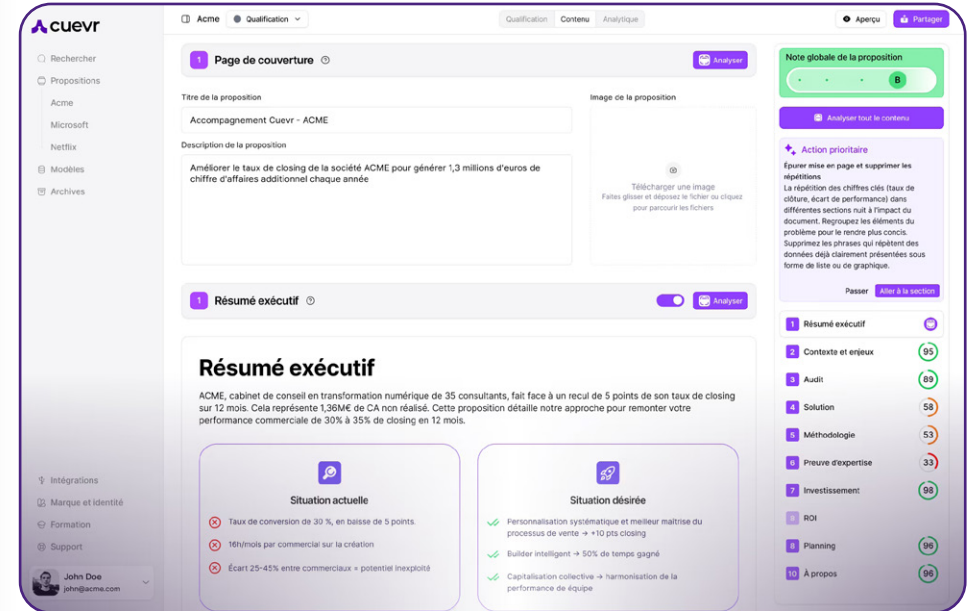 cuevr
Rechercher
Propositions
Acme
Microsoft
Netflix
Modèles
Archives
Intégrations
Marque et identité
Formation
Support
John Doe
john@acme.com
Acme
Qualification
Qualification
Contenu
Analytique
Aperçu
Partager
1 Page de couverture
Analyser
Titre de la proposition
Accompagnement Cuevr - ACME
Description de la proposition
Améliorer le taux de closing de la société ACME pour générer 1,3 millions d'euros de
chiffre d'affaires additionnel chaque année
Image de la proposition
Télécharger une image
Faites glisser et déposez le fichier ou cliquez
pour parcourir les fichiers
1 Résumé exécutif
Analyser
Résumé exécutif
ACME, cabinet de conseil en transformation numérique de 35 consultants, fait face à un recul de 5 points de son taux de closing
sur 12 mois. Cela représente 1,36M€ de CA non réalisé. Cette proposition détaille notre approche pour remonter votre
performance commerciale de 30% à 35% de closing en 12 mois.
Situation actuelle
Taux de conversion de 30 %, en baisse de 5 points.
16h/mois par commercial sur la création
Écart 25-45% entre commerciaux = potentiel inexploité
Situation désirée
Personnalisation systématique et meilleur maîtrise du
processus de vente → +10 pts closing
Builder intelligent → 50% de temps gagné
Capitalisation collective → harmonisation de la
performance de équipe
Note globale de la proposition
B
Analyser tout le contenu
Action prioritaire
Épurer mise en page et supprimer les
répétitions
La répétition des chiffres clés (taux de
clôture, écart de performance) dans
différentes sections nuit à l'impact du
document. Regroupez les éléments du
problème pour le rendre plus concis.
Supprimez les phrases qui répètent des
données déjà clairement présentées sous
forme de liste ou de graphique.
Passer
Aller à la section
1 Résumé exécutif
2 Contexte et enjeux 95
3 Audit 89
4 Solution 58
5 Méthodologie 53
6 Preuve d'expertise 33
7 Investissement 98
9 ROI
8 Planning 96
10 À propos 96